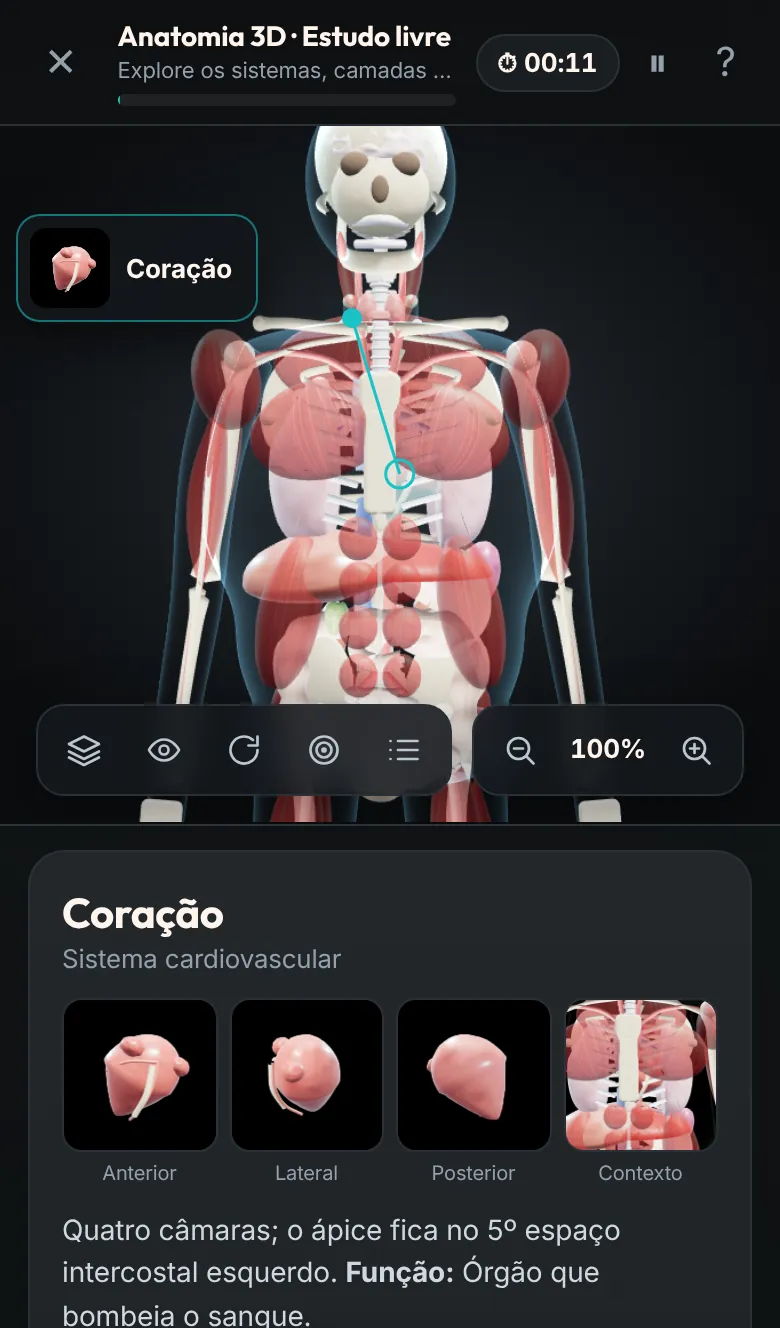 Anatomia 3D · Estudo livre
Explore os sistemas, camadas ...
00:11
?
Coração
100%
Coração
Sistema cardiovascular
Anterior
Lateral
Posterior
Contexto
Quatro câmaras; o ápice fica no 5º espaço
intercostal esquerdo. Função: Órgão que
bombeia o sangue.